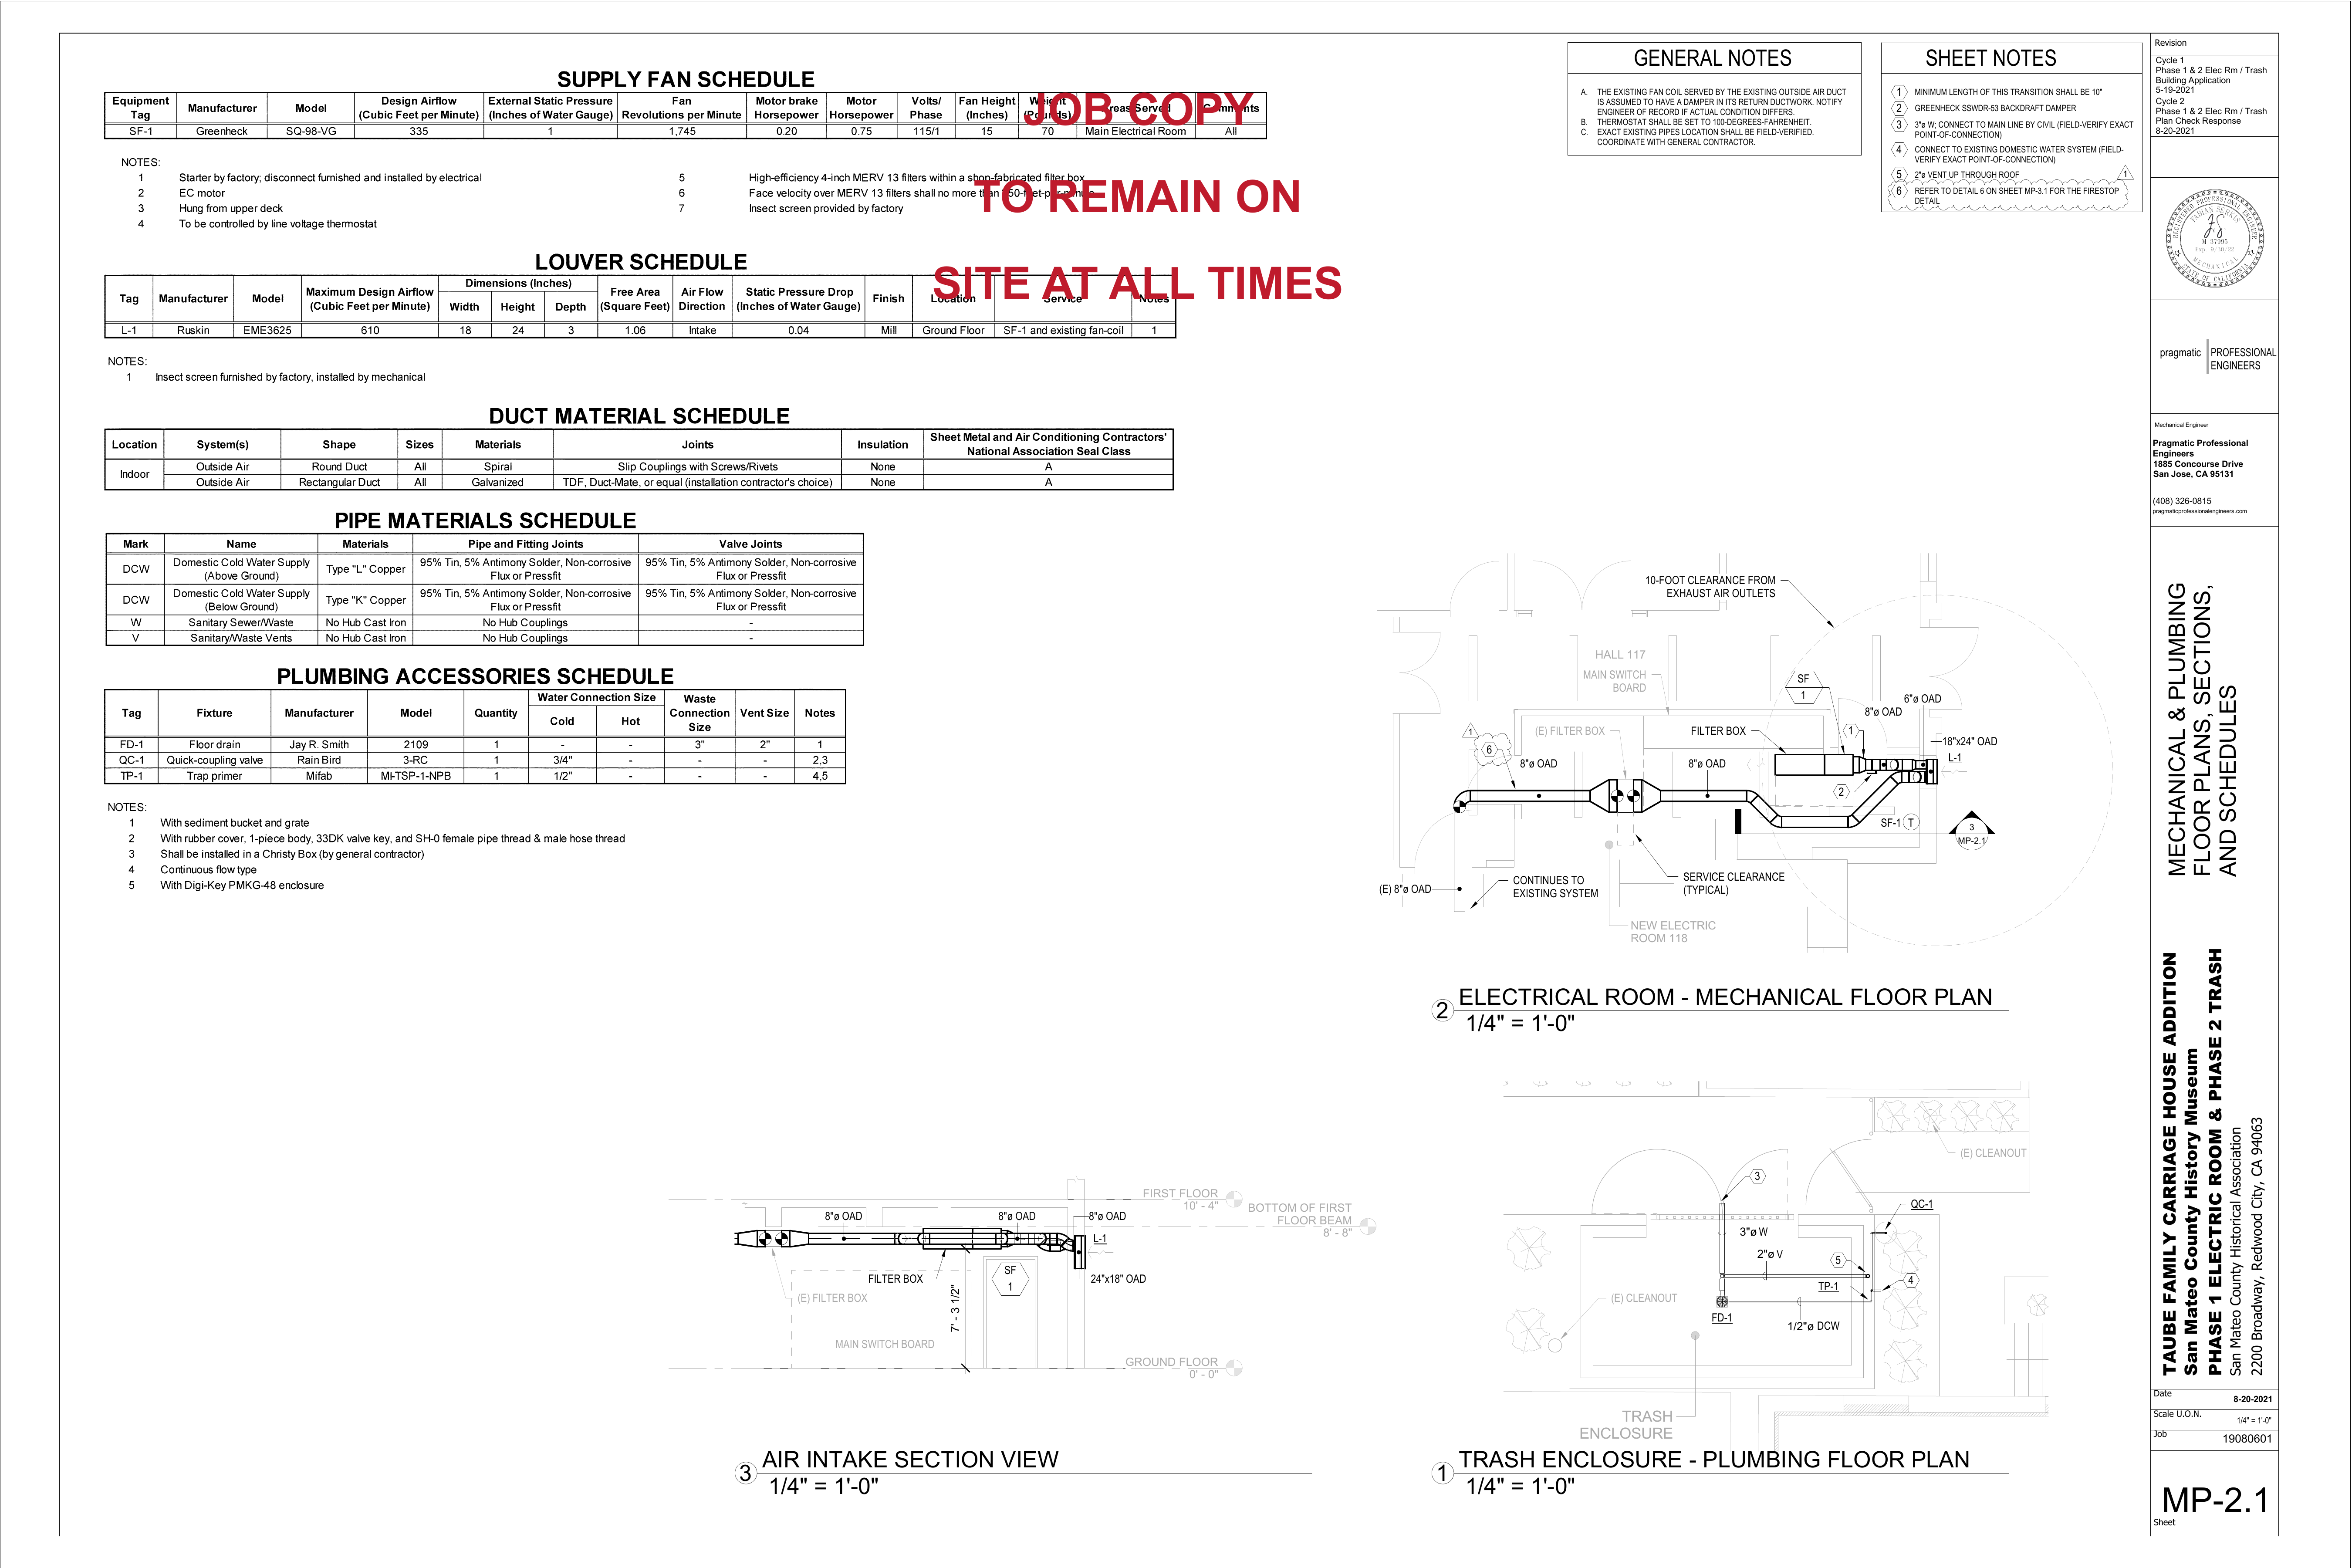 SUPPLY FAN SCHEDULE
Equipment Tag Manufacturer Model Design Airflow (Cubic Feet per Minute) External Static Pressure (Inches of Water Gauge) Fan Revolutions per Minute Motor brake Horsepower Motor Horsepower Volts/ Phase Fan Height (Inches) Weight (Pounds) Areas Served Comments
SF-1 Greenheck SQ-98-VG 335 1 1,745 0.20 0.75 115/1 15 70 Main Electrical Room All
NOTES:
1 Starter by factory; disconnect furnished and installed by electrical
2 EC motor
3 Hung from upper deck
4 To be controlled by line voltage thermostat
5 High-efficiency 4-inch MERV 13 filters within a shop-fabricated filter box
6 Face velocity over MERV 13 filters shall no more than 350-feet-per-minute
7 Insect screen provided by factory
JOB COPY
TO REMAIN ON
SITE AT ALL TIMES
LOUVER SCHEDULE
Tag Manufacturer Model Maximum Design Airflow (Cubic Feet per Minute) Dimensions (Inches) Width Height Depth Free Area (Square Feet) Air Flow Direction Static Pressure Drop (Inches of Water Gauge) Finish Location Service Notes
L-1 Ruskin EME3625 610 18 24 3 1.06 Intake 0.04 Mill Ground Floor SF-1 and existing fan-coil 1
NOTES:
1 Insect screen furnished by factory, installed by mechanical
DUCT MATERIAL SCHEDULE
Location System(s) Shape Sizes Materials Joints Insulation Sheet Metal and Air Conditioning Contractors' National Association Seal Class
Indoor
Outside Air Round Duct All Spiral Slip Couplings with Screws/Rivets None A
Outside Air Rectangular Duct All Galvanized TDF, Duct-Mate, or equal (installation contractor's choice) None A
PIPE MATERIALS SCHEDULE
Mark Name Materials Pipe and Fitting Joints Valve Joints
DCW Domestic Cold Water Supply (Above Ground) Type "L" Copper 95% Tin, 5% Antimony Solder, Non-corrosive Flux or Pressfit 95% Tin, 5% Antimony Solder, Non-corrosive Flux or Pressfit
DCW Domestic Cold Water Supply (Below Ground) Type "K" Copper 95% Tin, 5% Antimony Solder, Non-corrosive Flux or Pressfit 95% Tin, 5% Antimony Solder, Non-corrosive Flux or Pressfit
W Sanitary Sewer/Waste No Hub Cast Iron No Hub Couplings -
V Sanitary/Waste Vents No Hub Cast Iron No Hub Couplings -
PLUMBING ACCESSORIES SCHEDULE
Tag Fixture Manufacturer Model Quantity Water Connection Size Cold Hot Waste Connection Size Vent Size Notes
FD-1 Floor drain Jay R. Smith 2109 1 - - 3" 2" 1
QC-1 Quick-coupling valve Rain Bird 3-RC 1 3/4" - - - 2,3
TP-1 Trap primer Mifab MI-TSP-1-NPB 1 1/2" - - - 4,5
NOTES:
1 With sediment bucket and grate
2 With rubber cover, 1-piece body, 33DK valve key, and SH-0 female pipe thread & male hose thread
3 Shall be installed in a Christy Box (by general contractor)
4 Continuous flow type
5 With Digi-Key PMKG-48 enclosure
GENERAL NOTES
A. THE EXISTING FAN COIL SERVED BY THE EXISTING OUTSIDE AIR DUCT
IS ASSUMED TO HAVE A DAMPER IN ITS RETURN DUCTWORK. NOTIFY
ENGINEER OF RECORD IF ACTUAL CONDITION DIFFERS.
B. THERMOSTAT SHALL BE SET TO 100-DEGREES-FAHRENHEIT.
C. EXACT EXISTING PIPES LOCATION SHALL BE FIELD-VERIFIED.
COORDINATE WITH GENERAL CONTRACTOR.
SHEET NOTES
1 MINIMUM LENGTH OF THIS TRANSITION SHALL BE 10"
2 GREENHECK SSWDR-53 BACKDRAFT DAMPER
3 3"ø W; CONNECT TO MAIN LINE BY CIVIL (FIELD-VERIFY EXACT
POINT-OF-CONNECTION)
4 CONNECT TO EXISTING DOMESTIC WATER SYSTEM (FIELD-
VERIFY EXACT POINT-OF-CONNECTION)
5 2"ø VENT UP THROUGH ROOF
1
6 REFER TO DETAIL 6 ON SHEET MP-3.1 FOR THE FIRESTOP
DETAIL
10-FOOT CLEARANCE FROM
EXHAUST AIR OUTLETS
HALL 117
MAIN SWITCH
BOARD
SF
1
6"ø OAD
8"ø OAD
1
6
(E) FILTER BOX
FILTER BOX
1
18"x24" OAD
L-1
8"ø OAD
8"ø OAD
2
SF-1 T
3
MP-2.1
(E) 8"ø OAD
CONTINUES TO
EXISTING SYSTEM
SERVICE CLEARANCE
(TYPICAL)
NEW ELECTRIC
ROOM 118
2 ELECTRICAL ROOM - MECHANICAL FLOOR PLAN
1/4" = 1'-0"
(E) CLEANOUT
3
QC-1
3"ø W
2"ø V
5
TP-1
4
(E) CLEANOUT
FD-1
1/2"ø DCW
TRASH
ENCLOSURE
1 TRASH ENCLOSURE - PLUMBING FLOOR PLAN
1/4" = 1'-0"
FIRST FLOOR
10' - 4"
BOTTOM OF FIRST
FLOOR BEAM
8' - 8"
8"ø OAD
8"ø OAD
8"ø OAD
L-1
FILTER BOX
SF
1
24"x18" OAD
(E) FILTER BOX
7' - 3 1/2"
MAIN SWITCH BOARD
GROUND FLOOR
0' - 0"
3 AIR INTAKE SECTION VIEW
1/4" = 1'-0"
Revision
Cycle 1
Phase 1 & 2 Elec Rm / Trash
Building Application
5-19-2021
Cycle 2
Phase 1 & 2 Elec Rm / Trash
Plan Check Response
8-20-2021
REGISTERED PROFESSIONAL ENGINEER
FABIAN SERKIS
M 37995
Exp. 9/30/22
MECHANICAL
STATE OF CALIFORNIA
pragmatic PROFESSIONAL
ENGINEERS
Mechanical Engineer
Pragmatic Professional
Engineers
1885 Concourse Drive
San Jose, CA 95131
(408) 326-0815
pragmaticprofessionalengineers.com
MECHANICAL & PLUMBING
FLOOR PLANS, SECTIONS,
AND SCHEDULES
TAUBE FAMILY CARRIAGE HOUSE ADDITION
San Mateo County History Museum
PHASE 1 ELECTRIC ROOM & PHASE 2 TRASH
San Mateo County Historical Association
2200 Broadway, Redwood City, CA 94063
Date 8-20-2021
Scale U.O.N. 1/4" = 1'-0"
Job 19080601
MP-2.1
Sheet